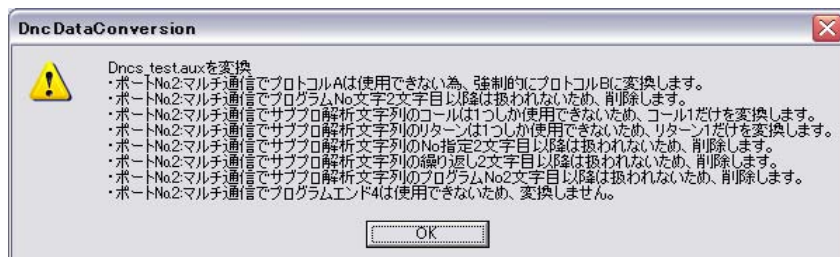 DncDataConversion
Dncs_test.auxを変換
・ポートNo.2:マルチ通信でプロトコルAは使用できない為、強制的にプロトコルBに変換します。
・ポートNo.2:マルチ通信でプログラムNo文字2文字目以降は扱われないため、削除します。
・ポートNo.2:マルチ通信でサブプロ解析文字列のコールは1つしか使用できないため、コール1だけを変換します。
・ポートNo.2:マルチ通信でサブプロ解析文字列のリターンは1つしか使用できないため、リターン1だけを変換します。
・ポートNo.2:マルチ通信でサブプロ解析文字列のNo指定2文字目以降は扱われないため、削除します。
・ポートNo.2:マルチ通信でサブプロ解析文字列の繰り返し2文字目以降は扱われないため、削除します。
・ポートNo.2:マルチ通信でサブプロ解析文字列のプログラムNo2文字目以降は扱われないため、削除します。
・ポートNo.2:マルチ通信でプログラムエンド4は使用できないため、変換しません。
OK